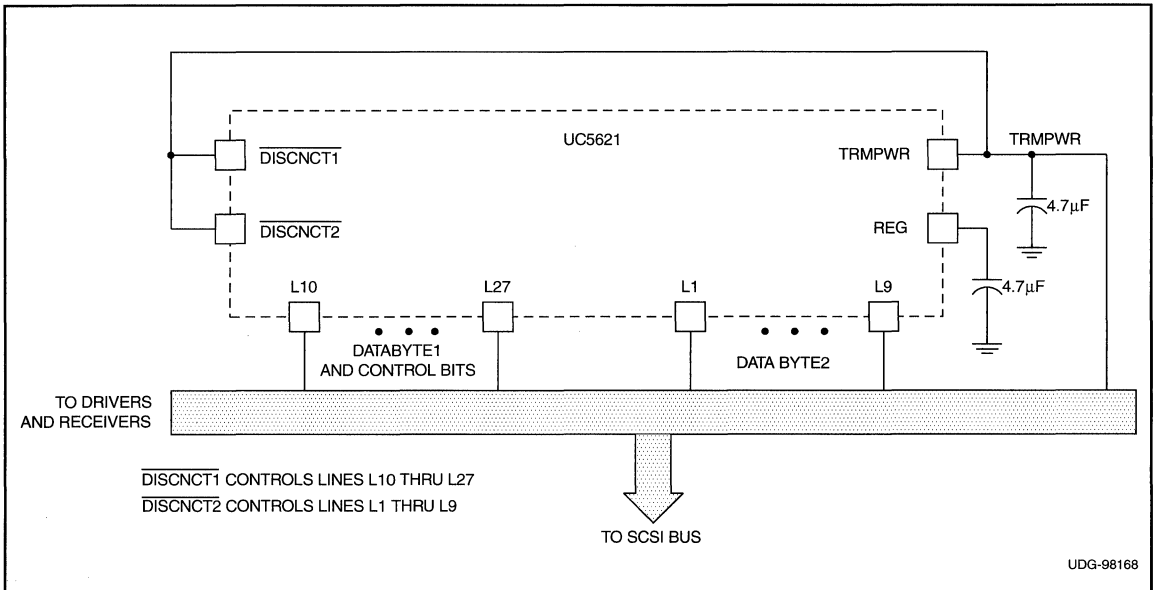 UC5621
DISCNCT1
DISCNCT2
TRMPWR
TRMPWR
4.7µF
REG
4.7µF
L10
L27
L1
L9
DATABYTE1
AND CONTROL BITS
DATA BYTE2
TO DRIVERS
AND RECEIVERS
DISCNCT1 CONTROLS LINES L10 THRU L27
DISCNCT2 CONTROLS LINES L1 THRU L9
TO SCSI BUS
UDG-98168